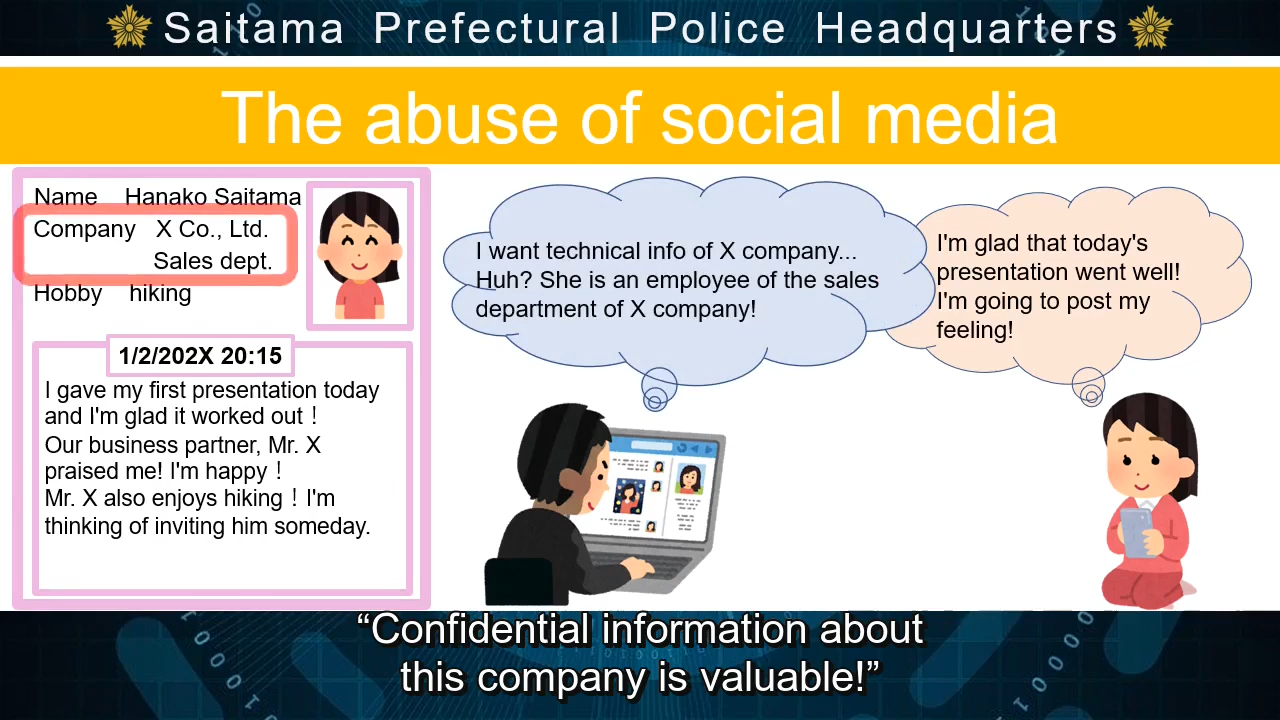 Saitama Prefectural Police Headquarters
The abuse of social media
Name Hanako Saitama
Company X Co., Ltd.
Sales dept.
Hobby hiking
1/2/202X 20:15
I gave my first presentation today
and I'm glad it worked out！
Our business partner, Mr. X
praised me! I'm happy！
Mr. X also enjoys hiking！I'm
thinking of inviting him someday.
I want technical info of X company...
Huh? She is an employee of the sales
department of X company!
I'm glad that today's
presentation went well!
I'm going to post my
feeling!
“Confidential information about
this company is valuable!”